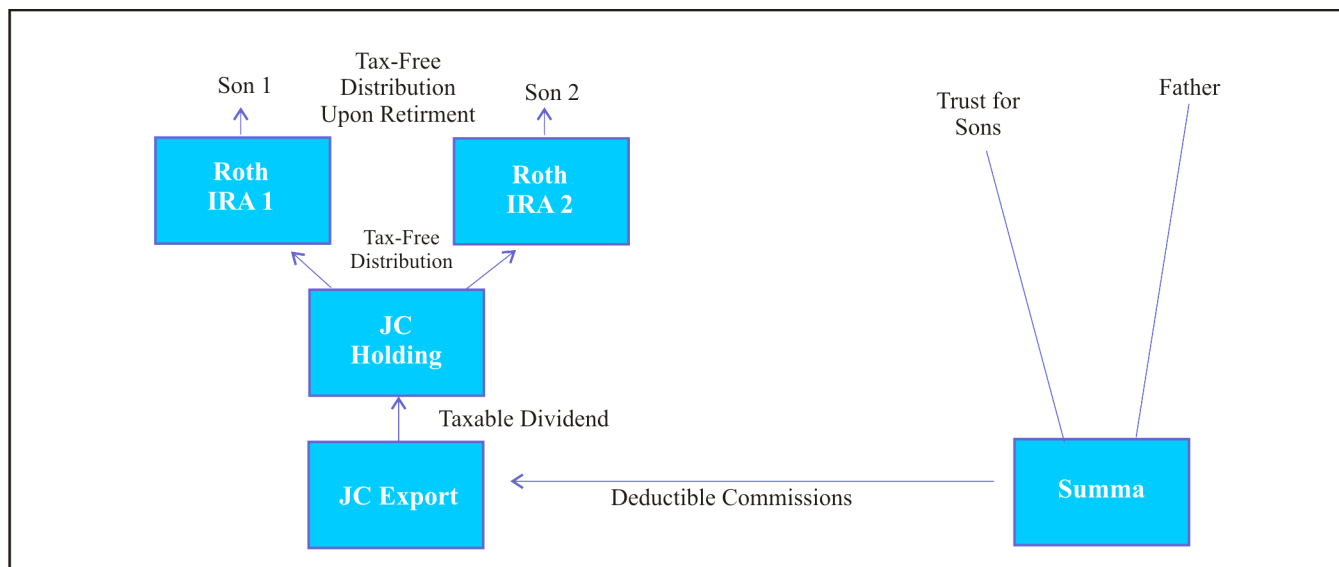 Son 1
Tax-Free
Distribution
Upon Retirment
Son 2
Trust for
Sons
Father
Roth
IRA 1
Roth
IRA 2
Tax-Free
Distribution
JC
Holding
Taxable Dividend
JC Export
Deductible Commissions
Summa